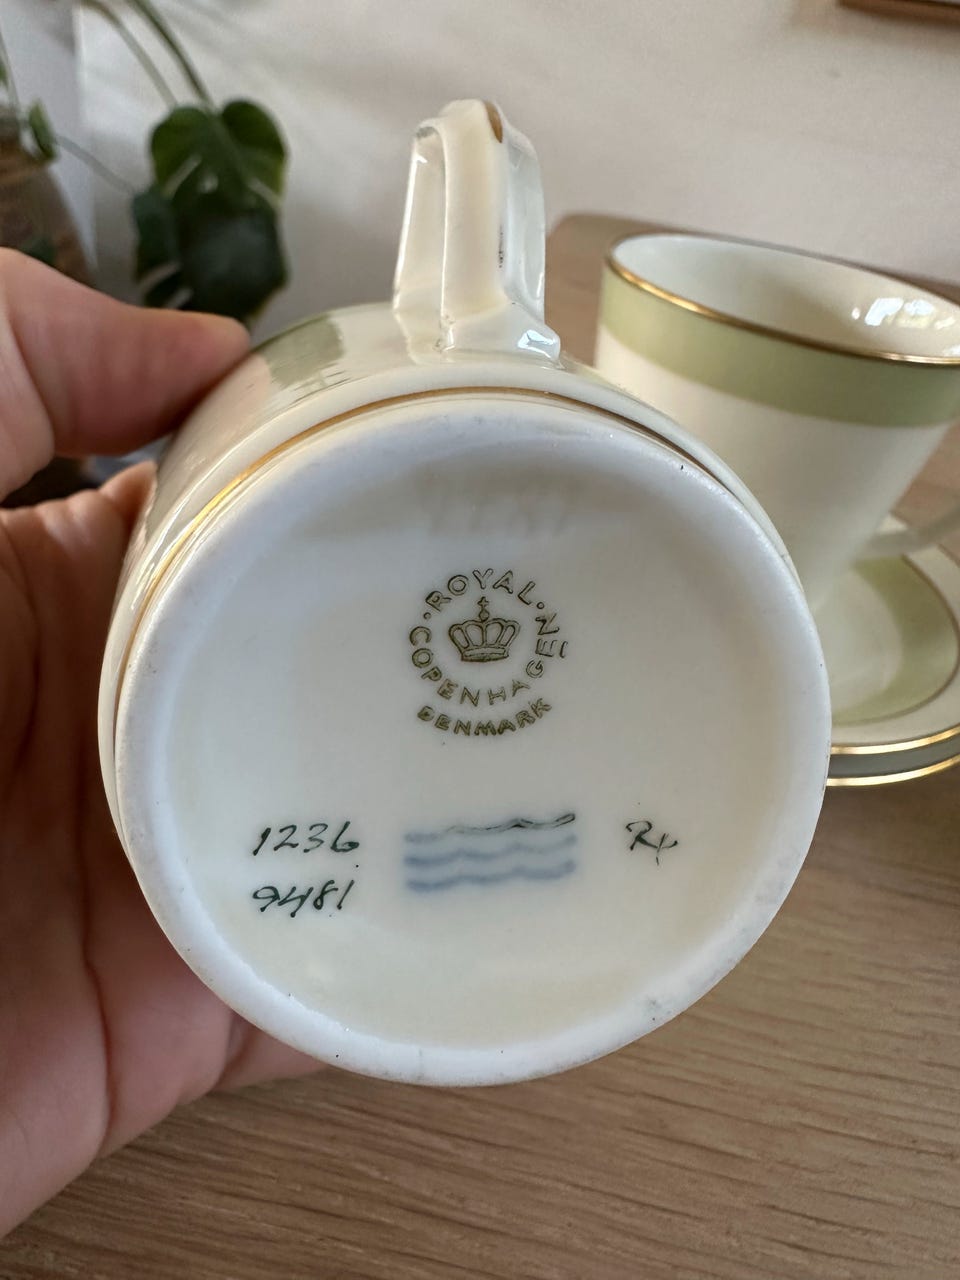 ROYAL COPENHAGEN
DENMARK
1236
9481